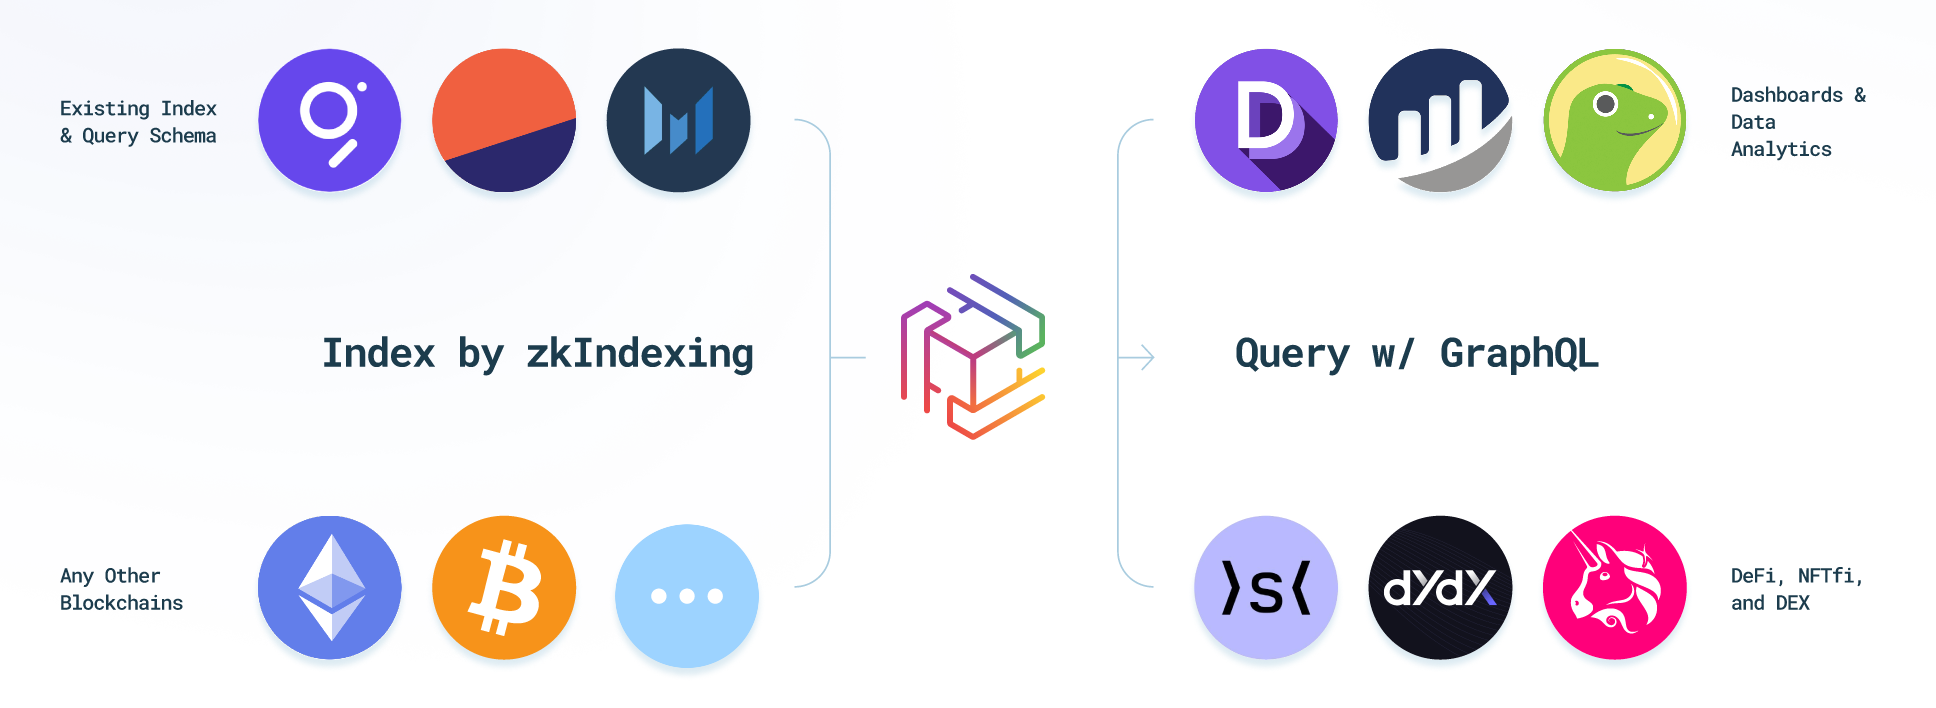 Existing Index
& Query Schema
Dashboards &
Data
Analytics
Index by zkIndexing
Query w/ GraphQL
Any Other
Blockchains
⟩s⟨
dYdX
DeFi, NFTfi,
and DEX